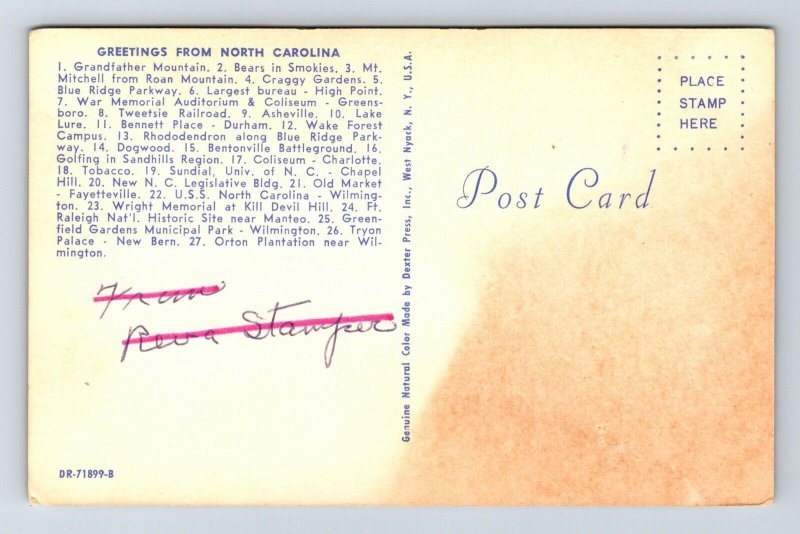 GREETINGS FROM NORTH CAROLINA
1. Grandfather Mountain. 2. Bears in Smokies. 3. Mt.
Mitchell from Roan Mountain. 4. Craggy Gardens. 5.
Blue Ridge Parkway. 6. Largest bureau - High Point.
7. War Memorial Auditorium & Coliseum - Greens-
boro. 8. Tweetsie Railroad. 9. Asheville. 10. Lake
Lure. 11. Bennett Place - Durham. 12. Wake Forest
Campus. 13. Rhododendron along Blue Ridge Park-
way. 14. Dogwood. 15. Bentonville Battleground. 16.
Golfing in Sandhills Region. 17. Coliseum - Charlotte.
18. Tobacco. 19. Sundial, Univ. of N. C. - Chapel
Hill. 20. New N. C. Legislative Bldg. 21. Old Market
- Fayetteville. 22. U.S.S. North Carolina - Wilming-
ton. 23. Wright Memorial at Kill Devil Hill. 24. Ft.
Raleigh Nat'l. Historic Site near Manteo. 25. Green-
field Gardens Municipal Park - Wilmington. 26. Tryon
Palace - New Bern. 27. Orton Plantation near Wil-
mington.
From
Reva Stamper
DR-71899-B
Genuine Natural Color Made by Dexter Press, Inc., West Nyack, N. Y., U.S.A.
Post Card
PLACE
STAMP
HERE